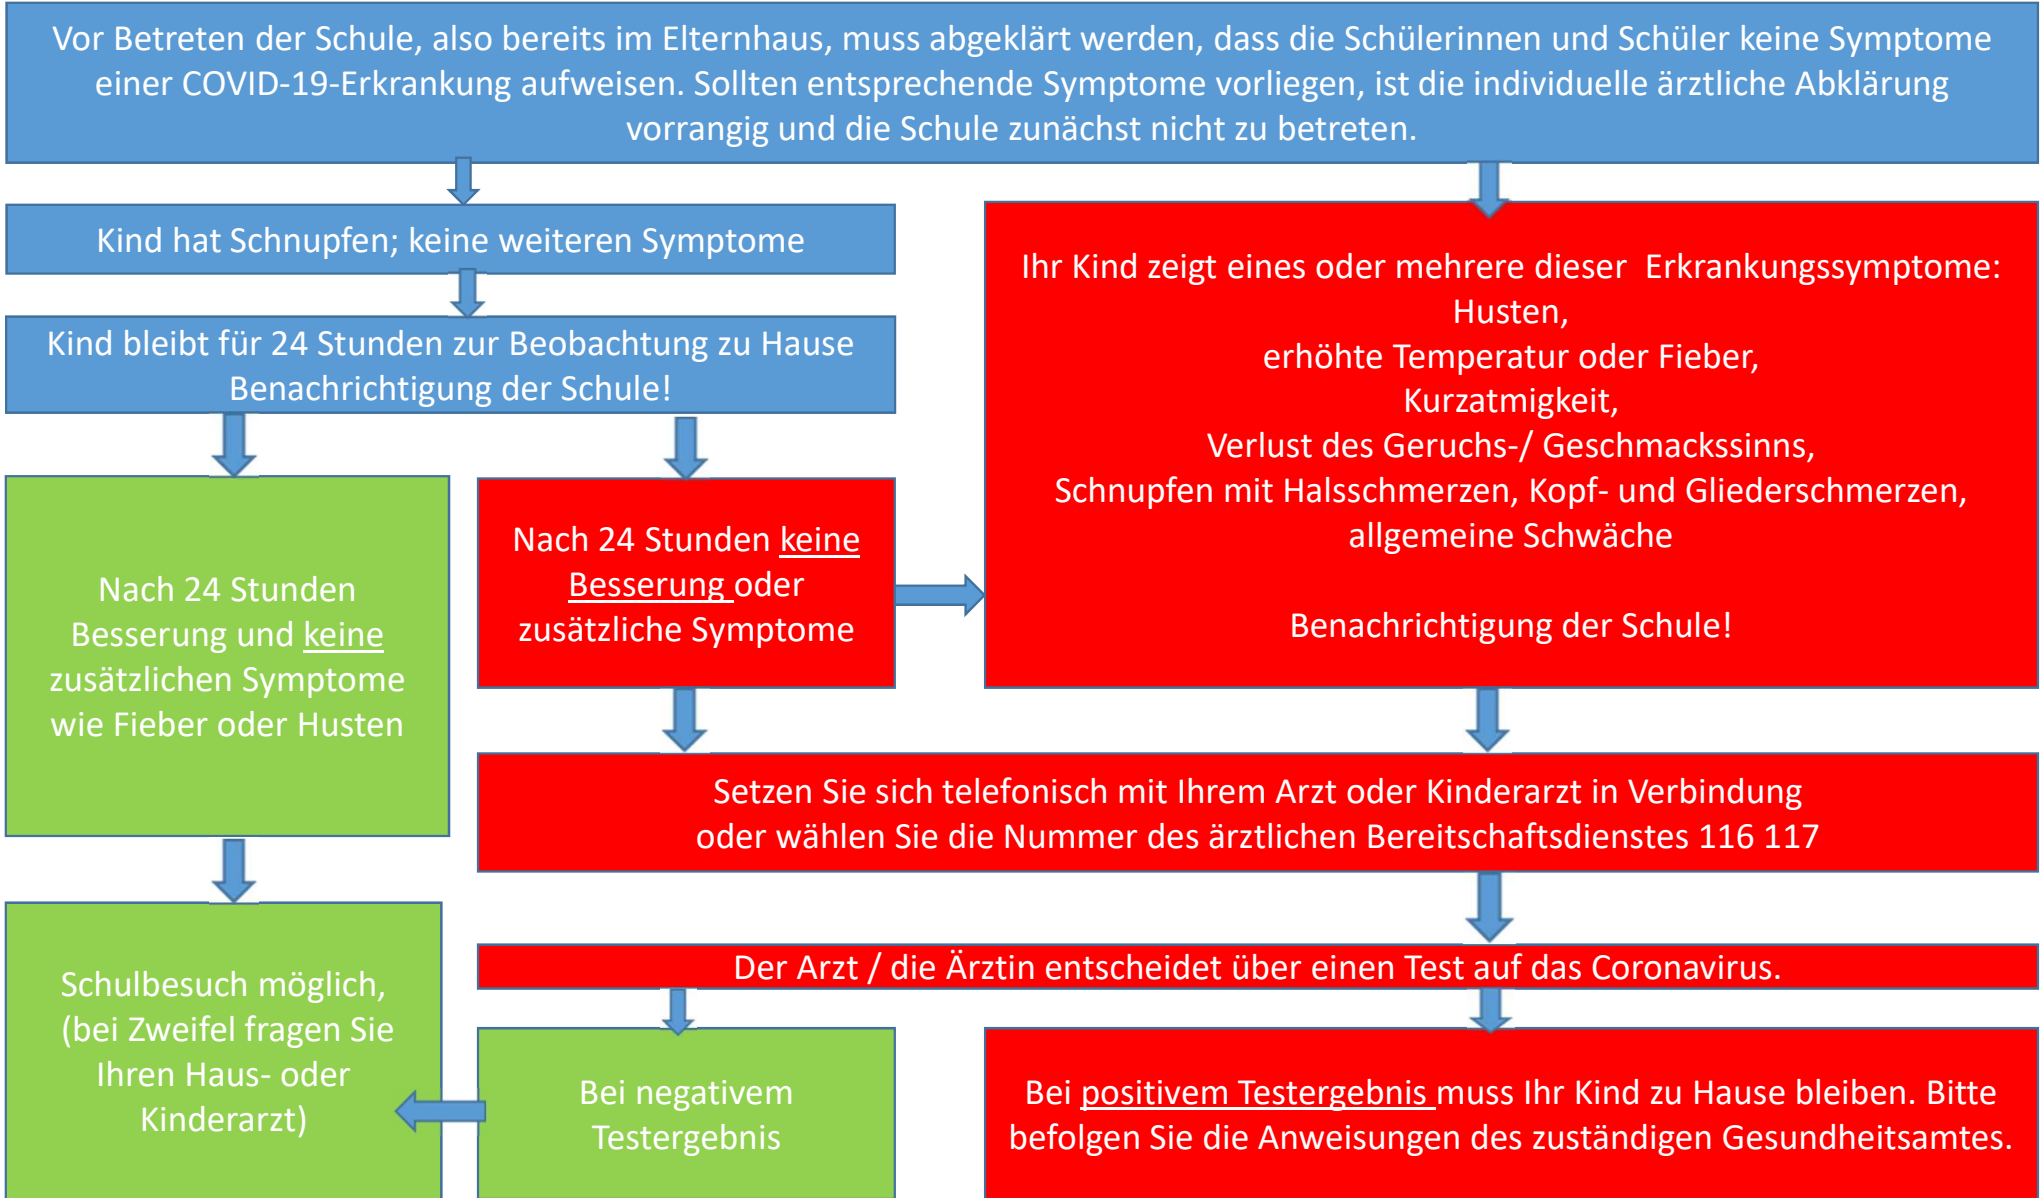 Vor Betreten der Schule, also bereits im Elternhaus, muss abgeklärt werden, dass die Schülerinnen und Schüler keine Symptome
einer COVID-19-Erkrankung aufweisen. Sollten entsprechende Symptome vorliegen, ist die individuelle ärztliche Abklärung
vorrangig und die Schule zunächst nicht zu betreten.
Kind hat Schnupfen; keine weiteren Symptome
Kind bleibt für 24 Stunden zur Beobachtung zu Hause
Benachrichtigung der Schule!
Ihr Kind zeigt eines oder mehrere dieser Erkrankungssymptome:
Husten,
erhöhte Temperatur oder Fieber,
Kurzatmigkeit,
Verlust des Geruchs-/ Geschmackssinns,
Schnupfen mit Halsschmerzen, Kopf- und Gliederschmerzen,
allgemeine Schwäche
Benachrichtigung der Schule!
Nach 24 Stunden
Besserung und keine
zusätzlichen Symptome
wie Fieber oder Husten
Nach 24 Stunden keine
Besserung oder
zusätzliche Symptome
Setzen Sie sich telefonisch mit Ihrem Arzt oder Kinderarzt in Verbindung
oder wählen Sie die Nummer des ärztlichen Bereitschaftsdienstes 116 117
Der Arzt / die Ärztin entscheidet über einen Test auf das Coronavirus.
Schulbesuch möglich,
(bei Zweifel fragen Sie
Ihren Haus- oder
Kinderarzt)
Bei negativem
Testergebnis
Bei positivem Testergebnis muss Ihr Kind zu Hause bleiben. Bitte
befolgen Sie die Anweisungen des zuständigen Gesundheitsamtes.